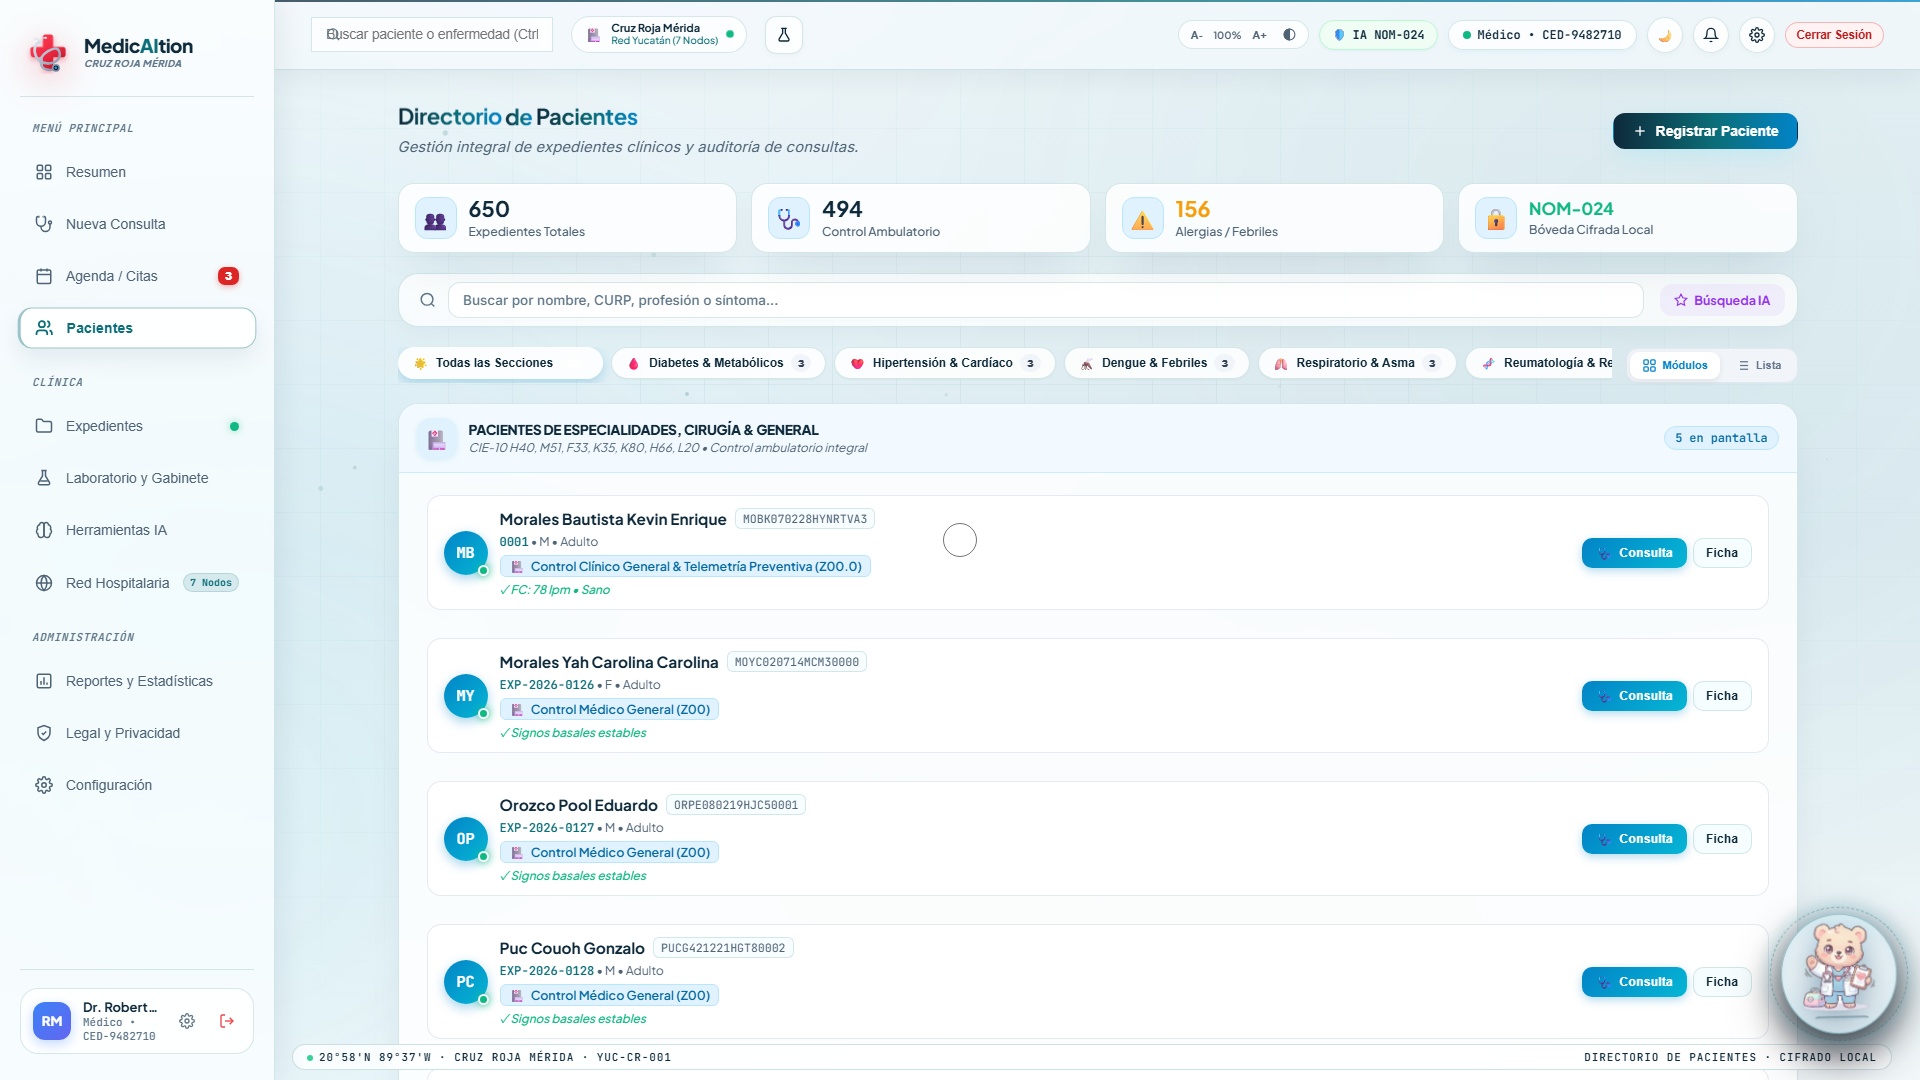 MedicAItion
CRUZ ROJA MÉRIDA
MENÚ PRINCIPAL
Resumen
Nueva Consulta
Agenda / Citas
3
Pacientes
CLÍNICA
Expedientes
Laboratorio y Gabinete
Herramientas IA
Red Hospitalaria
7 Nodos
ADMINISTRACIÓN
Reportes y Estadísticas
Legal y Privacidad
Configuración
RM
Dr. Robert...
Médico •
CED-9482710
Buscar paciente o enfermedad (Ctrl
Cruz Roja Mérida
Red Yucatán (7 Nodos)
A- 100% A+
IA NOM-024
Médico • CED-9482710
Cerrar Sesión
Directorio de Pacientes
Gestión integral de expedientes clínicos y auditoría de consultas.
+ Registrar Paciente
650
Expedientes Totales
494
Control Ambulatorio
156
Alergias / Febriles
NOM-024
Bóveda Cifrada Local
Buscar por nombre, CURP, profesión o síntoma...
Búsqueda IA
Todas las Secciones
Diabetes & Metabólicos 3
Hipertensión & Cardíaco 3
Dengue & Febriles 3
Respiratorio & Asma 3
Reumatología & Re
Módulos
Lista
PACIENTES DE ESPECIALIDADES, CIRUGÍA & GENERAL
CIE-10 H40, M51, F33, K35, K80, H66, L20 • Control ambulatorio integral
5 en pantalla
MB
Morales Bautista Kevin Enrique MOBK070228HYNRTVA3
0001 • M • Adulto
Control Clínico General & Telemetría Preventiva (Z00.0)
✓ FC: 78 lpm • Sano
Consulta
Ficha
MY
Morales Yah Carolina Carolina MOYC020714MCM30000
EXP-2026-0126 • F • Adulto
Control Médico General (Z00)
✓ Signos basales estables
Consulta
Ficha
OP
Orozco Pool Eduardo ORPE080219HJC50001
EXP-2026-0127 • M • Adulto
Control Médico General (Z00)
✓ Signos basales estables
Consulta
Ficha
PC
Puc Couoh Gonzalo PUCG421221HGT80002
EXP-2026-0128 • M • Adulto
Control Médico General (Z00)
✓ Signos basales estables
Consulta
Ficha
20°58'N 89°37'W · CRUZ ROJA MÉRIDA · YUC-CR-001
DIRECTORIO DE PACIENTES · CIFRADO LOCAL